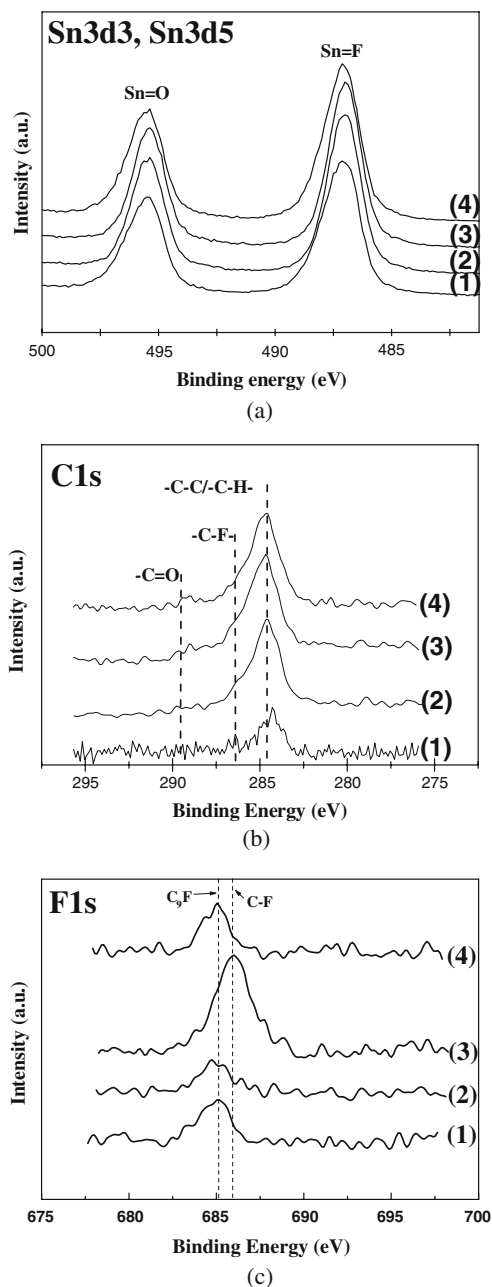 Sn3d3, Sn3d5
Sn=O
Sn=F
Intensity (a.u.)
(4)
(3)
(2)
(1)
500
495
490
485
Binding energy (eV)
(a)
C1s
-C-C/-C-H-
-C-F-
-C=O
Intensity (a.u.)
(4)
(3)
(2)
(1)
295
290
285
280
275
Binding Energy (eV)
(b)
F1s
C9F
C-F
Intensity (a.u.)
(4)
(3)
(2)
(1)
675
680
685
690
695
700
Binding Energy (eV)
(c)